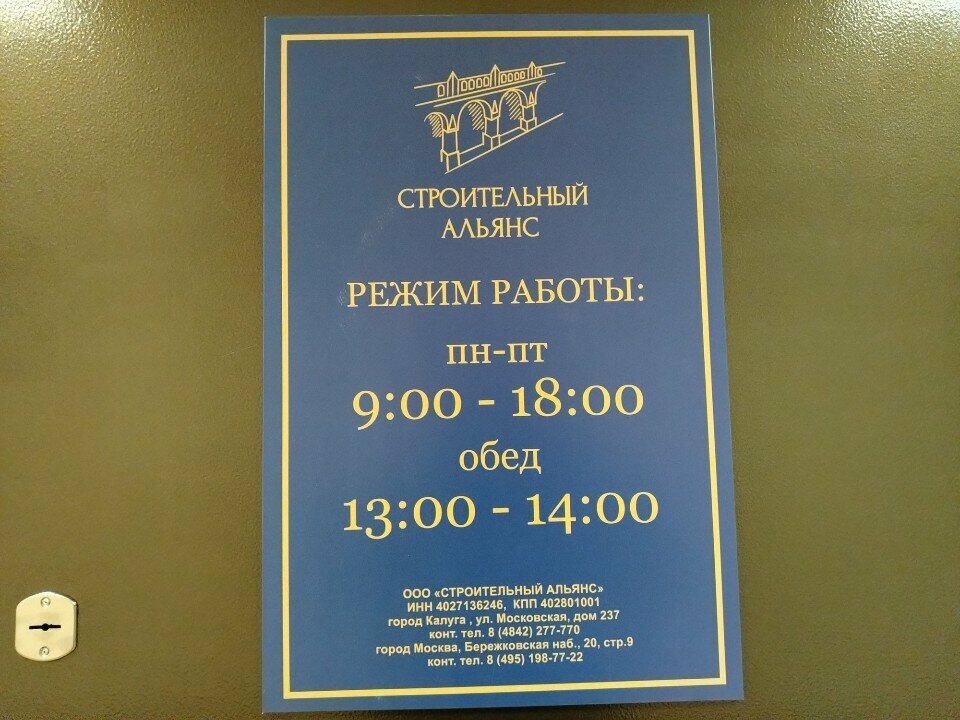 СТРОИТЕЛЬНЫЙ
АЛЬЯНС
РЕЖИМ РАБОТЫ:
пн-пт
9:00 - 18:00
обед
13:00 - 14:00
ООО «СТРОИТЕЛЬНЫЙ АЛЬЯНС»
ИНН 4027136246, КПП 402801001
город Калуга , ул. Московская, дом 237
конт. тел. 8 (4842) 277-770
город Москва, Бережковская наб., 20, стр.9
конт. тел. 8 (495) 198-77-22